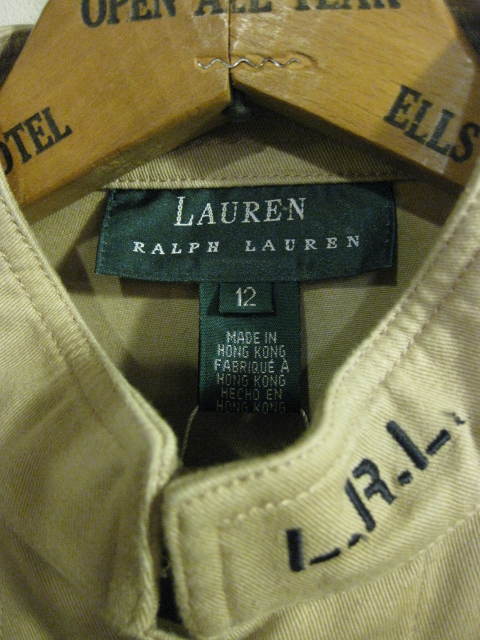 OPEN ALL YEAR
OTEL
ELLS
LAUREN
RALPH LAUREN
12
MADE IN
HONG KONG
FABRIQUÉ À
HONG KONG
HECHO EN
HONG KONG
L.R.L.